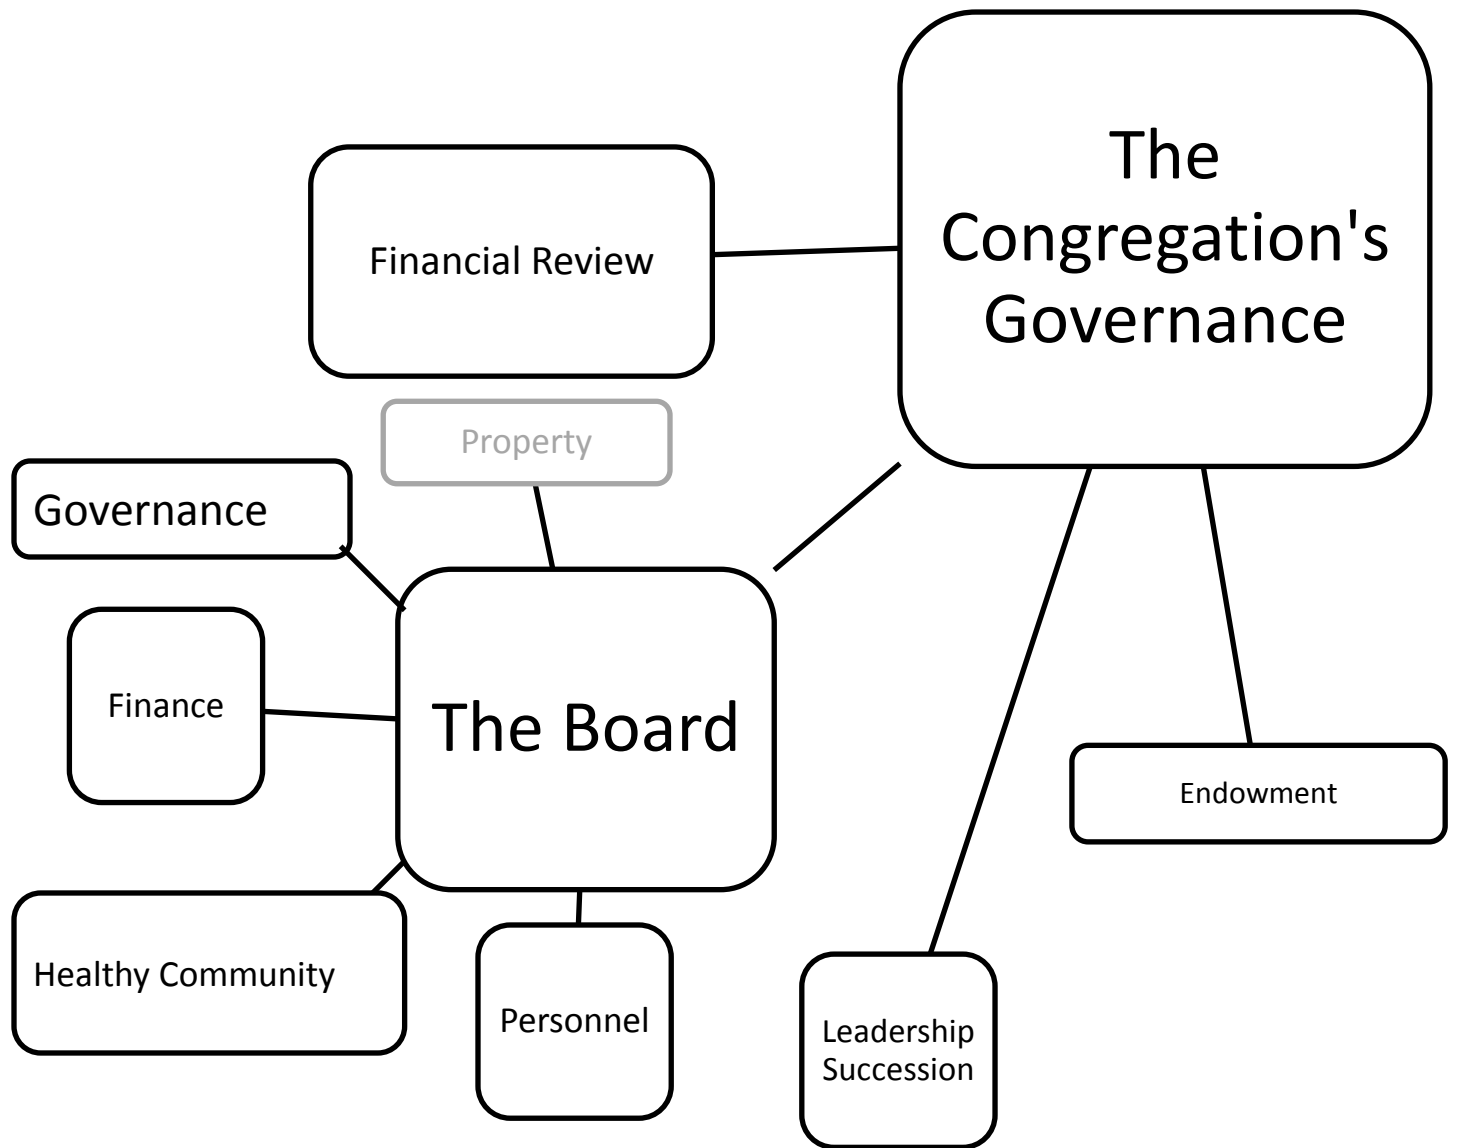 The
Congregation's
Governance
Financial Review
Property
Governance
Finance
The Board
Endowment
Healthy Community
Personnel
Leadership
Succession